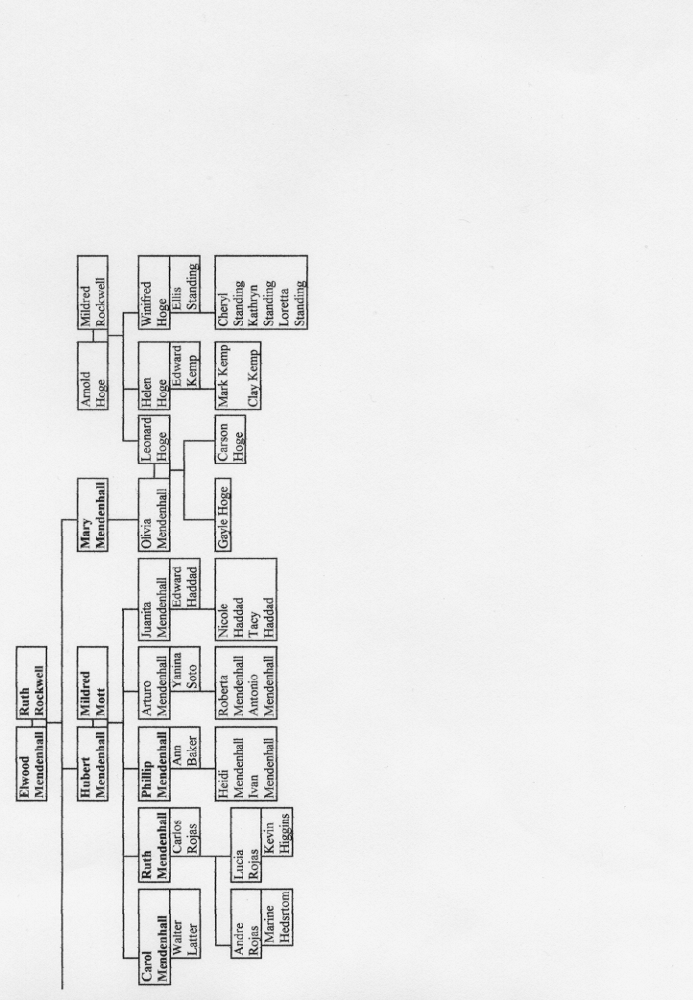 Elwood
Mendenhall
Ruth
Rockwell
Hubert
Mendenhall
Mildred
Mott
Mary
Mendenhall
Arnold
Hoge
Mildred
Rockwell
Carol
Mendenhall
Walter
Latter
Ruth
Mendenhall
Carlos
Rojas
Phillip
Mendenhall
Ann
Baker
Arturo
Mendenhall
Yanina
Soto
Juanita
Mendenhall
Edward
Haddad
Olivia
Mendenhall
Leonard
Hoge
Helen
Hoge
Edward
Kemp
Winifred
Hoge
Ellis
Standing
Andre
Rojas
Marine
Hedsrtom
Lucia
Rojas
Kevin
Higgins
Heidi
Mendenhall
Ivan
Mendenhall
Roberta
Mendenhall
Antonio
Mendenhall
Nicole
Haddad
Tacy
Haddad
Gayle Hoge
Carson
Hoge
Mark Kemp
Clay Kemp
Cheryl
Standing
Kathryn
Standing
Loretta
Standing